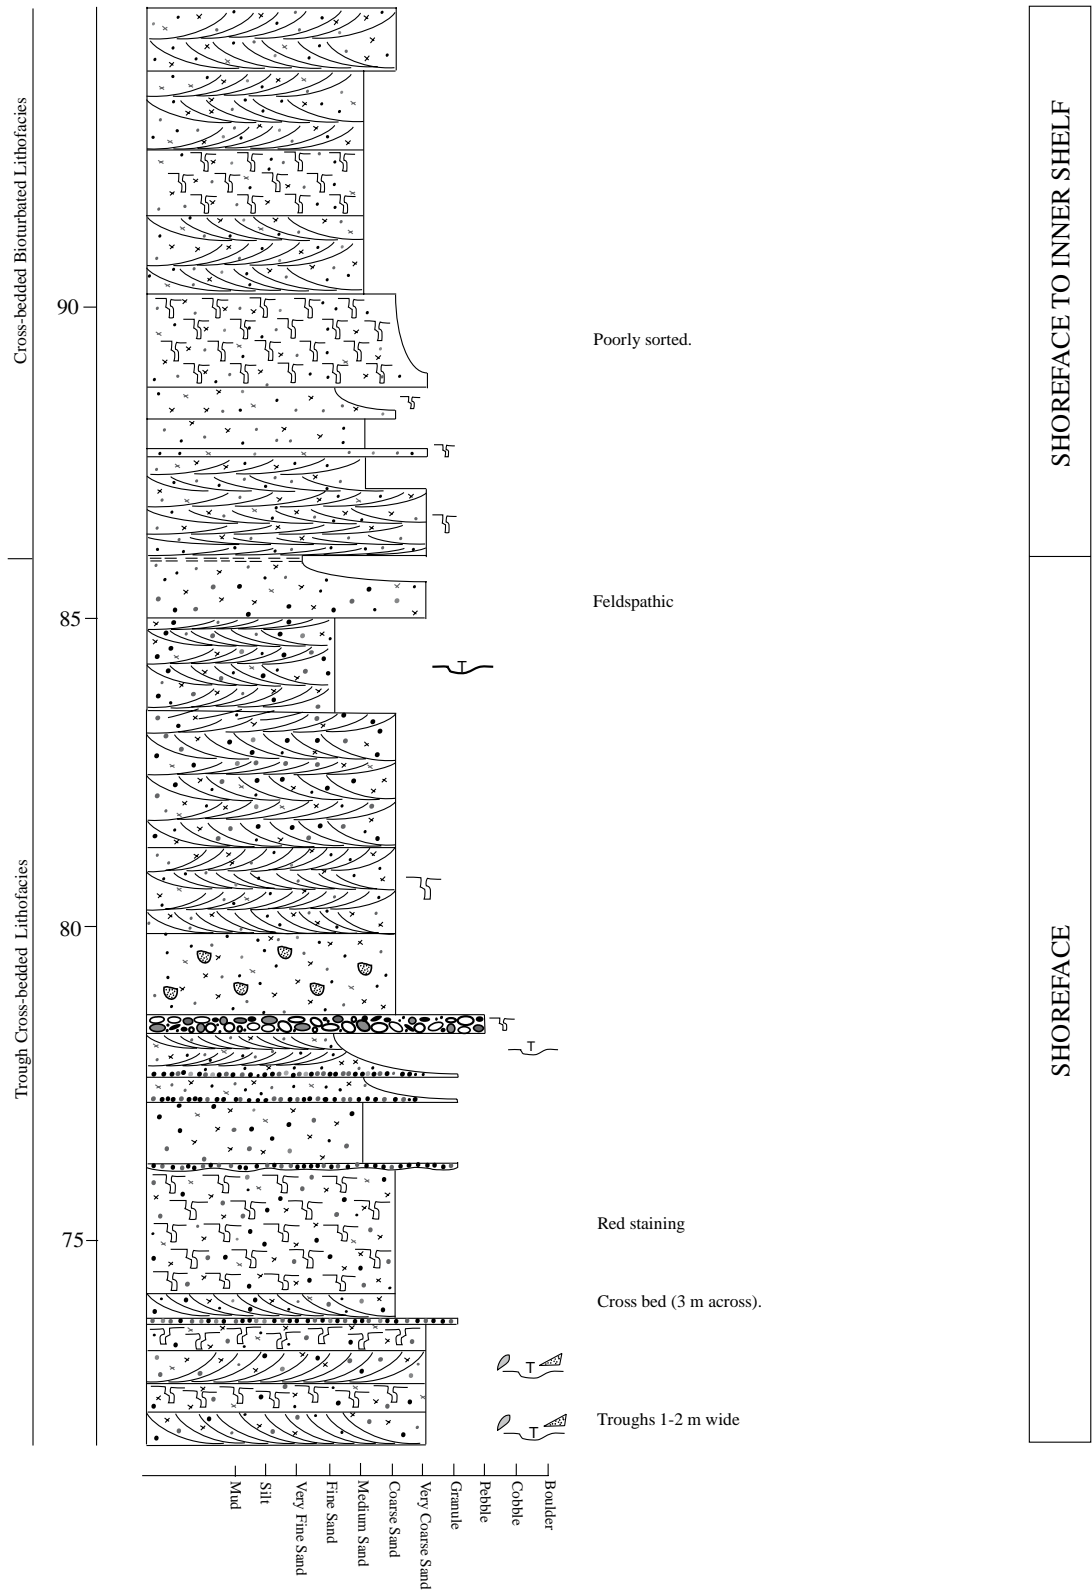 Cross-bedded Bioturbated Lithofacies
Trough Cross-bedded Lithofacies
90
85
80
75
T
T
T
T
Poorly sorted.
Feldspathic
Red staining
Cross bed (3 m across).
Troughs 1-2 m wide
SHOREFACE TO INNER SHELF
SHOREFACE
Mud
Silt
Very Fine Sand
Fine Sand
Medium Sand
Coarse Sand
Very Coarse Sand
Granule
Pebble
Cobble
Boulder